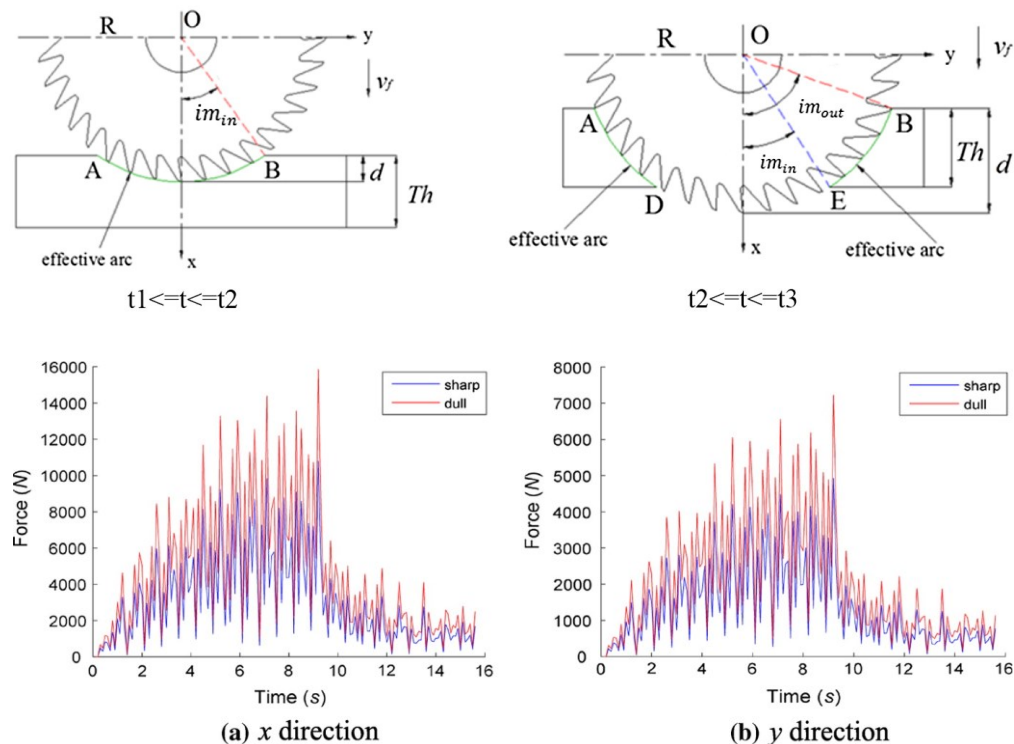 R O y
v_f
im_in
A B d Th
effective arc
x
t1<=t<=t2
R O y
v_f
im_out
im_in
A B Th d
D E
effective arc
effective arc
x
t2<=t<=t3
16000
14000
12000
10000
8000
6000
4000
2000
0
Force (N)
sharp
dull
0 2 4 6 8 10 12 14 16
Time (s)
(a) x direction
8000
7000
6000
5000
4000
3000
2000
1000
0
Force (N)
sharp
dull
0 2 4 6 8 10 12 14 16
Time (s)
(b) y direction